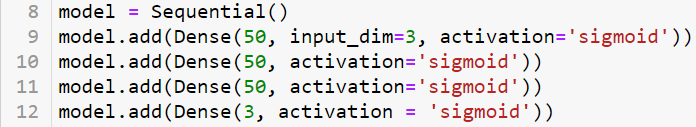 8 model = Sequential()
9 model.add(Dense(50, input_dim=3, activation='sigmoid'))
10 model.add(Dense(50, activation='sigmoid'))
11 model.add(Dense(50, activation='sigmoid'))
12 model.add(Dense(3, activation = 'sigmoid'))